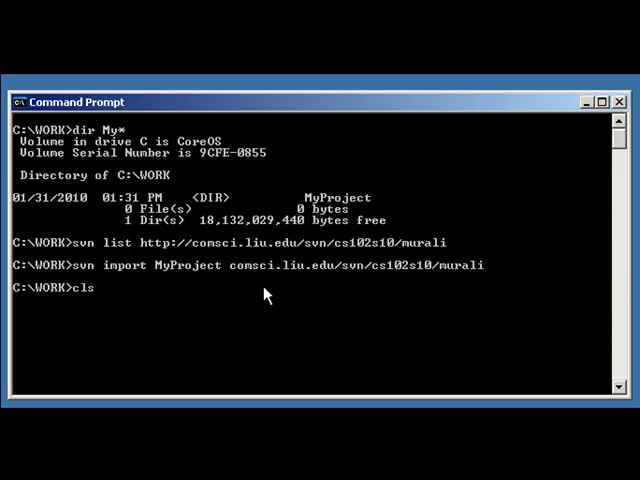 Command Prompt
C:\WORK>dir My*
Volume in drive C is CoreOS
Volume Serial Number is 9CFE-0855
Directory of C:\WORK
01/31/2010 01:31 PM <DIR> MyProject
0 File(s) 0 bytes
1 Dir(s) 18,132,029,440 bytes free
C:\WORK>svn list http://comsci.liu.edu/svn/cs102s10/murali
C:\WORK>svn import MyProject comsci.liu.edu/svn/cs102s10/murali
C:\WORK>cls